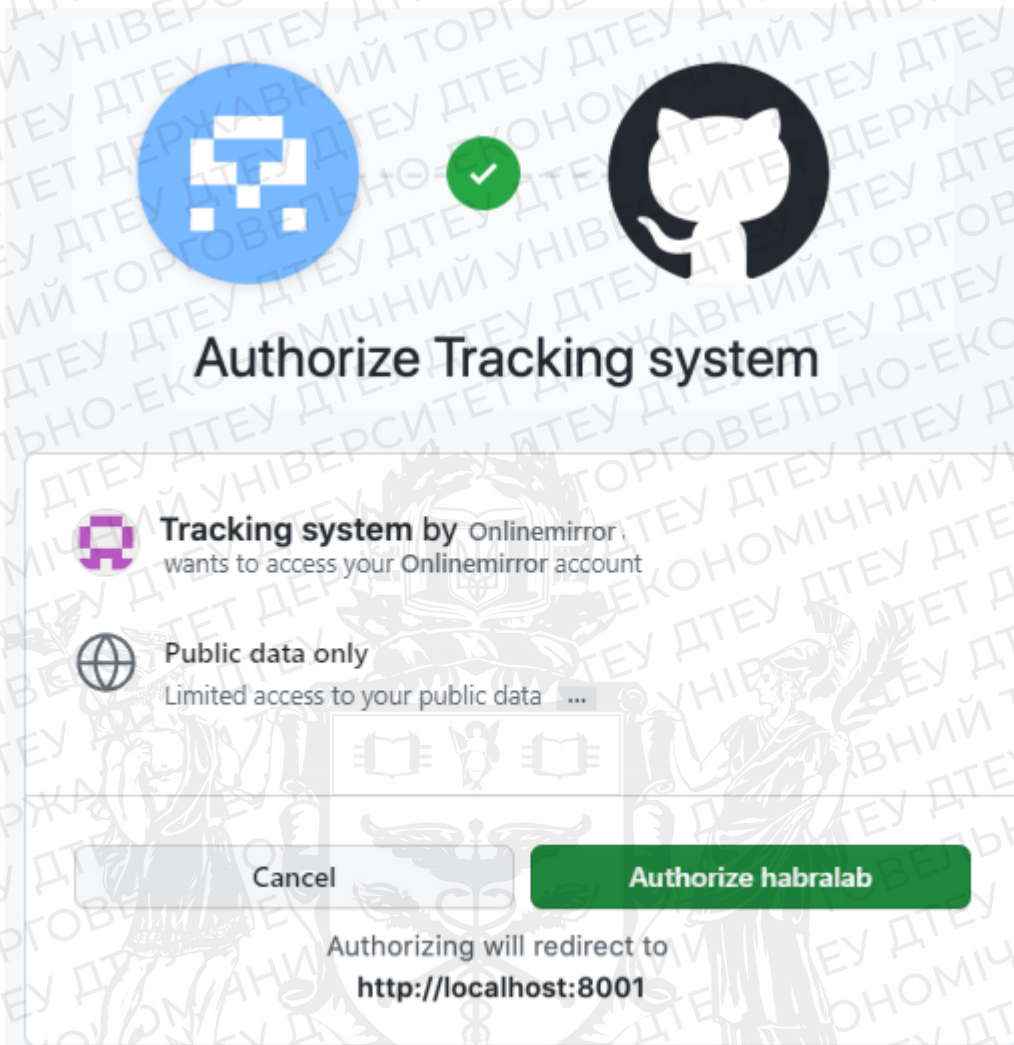 Authorize Tracking system
Tracking system by Onlinemirror
wants to access your Onlinemirror account
Public data only
Limited access to your public data ...
Cancel
Authorize habralab
Authorizing will redirect to
http://localhost:8001